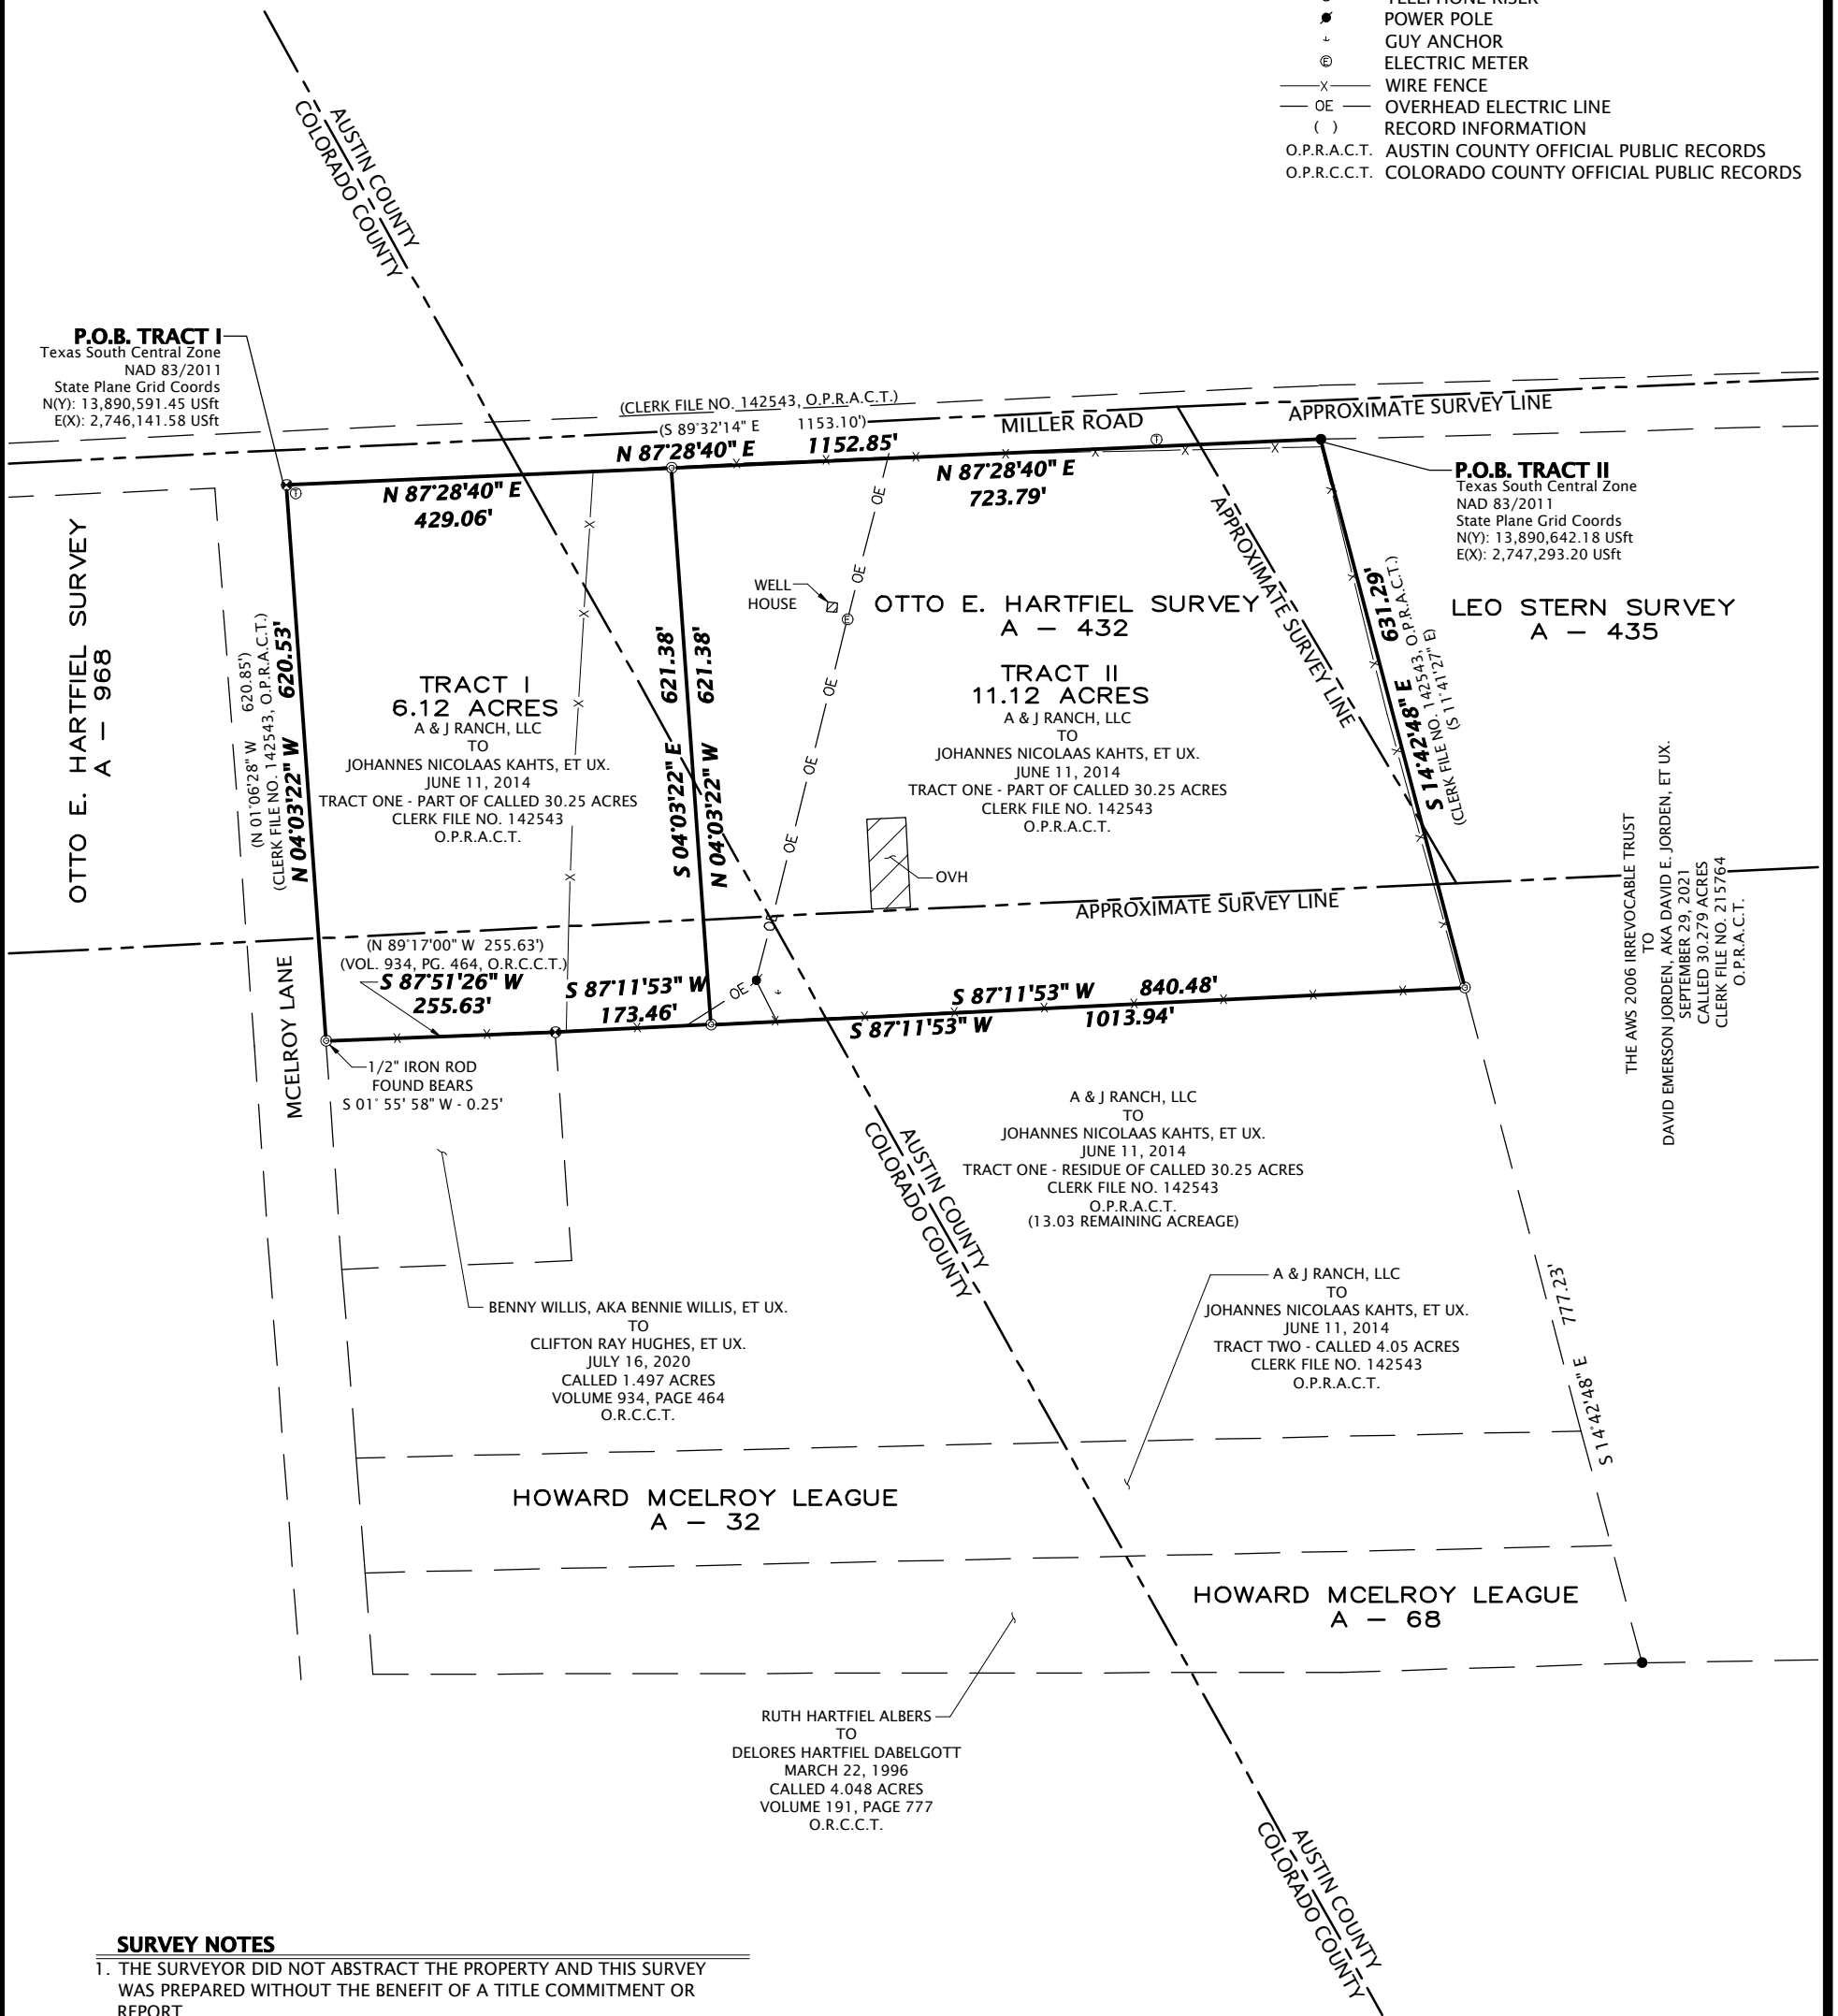 TELEPHONE RISER
POWER POLE
GUY ANCHOR
E ELECTRIC METER
X WIRE FENCE
OE OVERHEAD ELECTRIC LINE
( ) RECORD INFORMATION
O.P.R.A.C.T. AUSTIN COUNTY OFFICIAL PUBLIC RECORDS
O.P.R.C.C.T. COLORADO COUNTY OFFICIAL PUBLIC RECORDS
AUSTIN COUNTY
COLORADO COUNTY
P.O.B. TRACT I
Texas South Central Zone
NAD 83/2011
State Plane Grid Coords
N(Y): 13,890,591.45 USft
E(X): 2,746,141.58 USft
(CLERK FILE NO. 142543, O.P.R.A.C.T.)
(S 89°32'14" E 1153.10')
N 87°28'40" E 1152.85'
MILLER ROAD
APPROXIMATE SURVEY LINE
N 87°28'40" E
429.06'
N 87°28'40" E
723.79'
P.O.B. TRACT II
Texas South Central Zone
NAD 83/2011
State Plane Grid Coords
N(Y): 13,890,642.18 USft
E(X): 2,747,293.20 USft
OTTO E. HARTFIEL SURVEY
A - 968
(N 01°06'28" W 620.85')
(CLERK FILE NO. 142543, O.P.R.A.C.T.)
N 04°03'22" W 620.53'
TRACT I
6.12 ACRES
A & J RANCH, LLC
TO
JOHANNES NICOLAAS KAHTS, ET UX.
JUNE 11, 2014
TRACT ONE - PART OF CALLED 30.25 ACRES
CLERK FILE NO. 142543
O.P.R.A.C.T.
S 04°03'22" E 621.38'
N 04°03'22" W 621.38'
WELL
HOUSE
OE
OE
OE
OE
OE
OE
OE
OE
E
OTTO E. HARTFIEL SURVEY
A - 432
TRACT II
11.12 ACRES
A & J RANCH, LLC
TO
JOHANNES NICOLAAS KAHTS, ET UX.
JUNE 11, 2014
TRACT ONE - PART OF CALLED 30.25 ACRES
CLERK FILE NO. 142543
O.P.R.A.C.T.
OVH
APPROXIMATE SURVEY LINE
S 14°42'48" E 631.29'
(CLERK FILE NO. 142543, O.P.R.A.C.T.)
(S 11°41'27" E)
LEO STERN SURVEY
A - 435
THE AWS 2006 IRREVOCABLE TRUST
TO
DAVID EMERSON JORDEN, AKA DAVID E. JORDEN, ET UX.
SEPTEMBER 29, 2021
CALLED 30.279 ACRES
CLERK FILE NO. 215764
O.P.R.A.C.T.
APPROXIMATE SURVEY LINE
(N 89°17'00" W 255.63')
(VOL. 934, PG. 464, O.R.C.C.T.)
S 87°51'26" W
255.63'
S 87°11'53" W
173.46'
S 87°11'53" W 840.48'
S 87°11'53" W 1013.94'
MCELROY LANE
1/2" IRON ROD
FOUND BEARS
S 01° 55' 58" W - 0.25'
A & J RANCH, LLC
TO
JOHANNES NICOLAAS KAHTS, ET UX.
JUNE 11, 2014
TRACT ONE - RESIDUE OF CALLED 30.25 ACRES
CLERK FILE NO. 142543
O.P.R.A.C.T.
(13.03 REMAINING ACREAGE)
AUSTIN COUNTY
COLORADO COUNTY
BENNY WILLIS, AKA BENNIE WILLIS, ET UX.
TO
CLIFTON RAY HUGHES, ET UX.
JULY 16, 2020
CALLED 1.497 ACRES
VOLUME 934, PAGE 464
O.R.C.C.T.
A & J RANCH, LLC
TO
JOHANNES NICOLAAS KAHTS, ET UX.
JUNE 11, 2014
TRACT TWO - CALLED 4.05 ACRES
CLERK FILE NO. 142543
O.P.R.A.C.T.
S 14°42'48" E 777.23'
HOWARD MCELROY LEAGUE
A - 32
HOWARD MCELROY LEAGUE
A - 68
RUTH HARTFIEL ALBERS
TO
DELORES HARTFIEL DABELGOTT
MARCH 22, 1996
CALLED 4.048 ACRES
VOLUME 191, PAGE 777
O.R.C.C.T.
AUSTIN COUNTY
COLORADO COUNTY
SURVEY NOTES
1. THE SURVEYOR DID NOT ABSTRACT THE PROPERTY AND THIS SURVEY
WAS PREPARED WITHOUT THE BENEFIT OF A TITLE COMMITMENT OR
REPORT